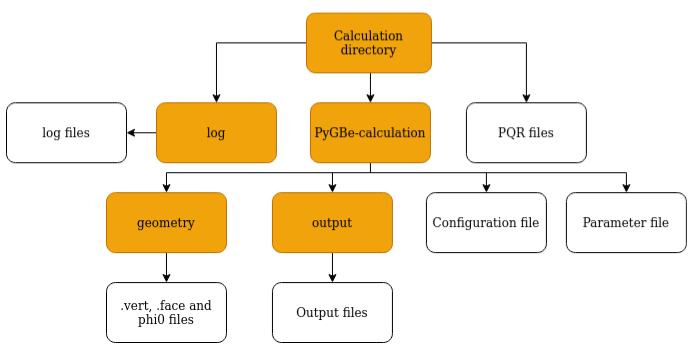 Calculation
directory
log files
log
PyGBe-calculation
PQR files
geometry
output
Configuration file
Parameter file
.vert, .face and
phi0 files
Output files